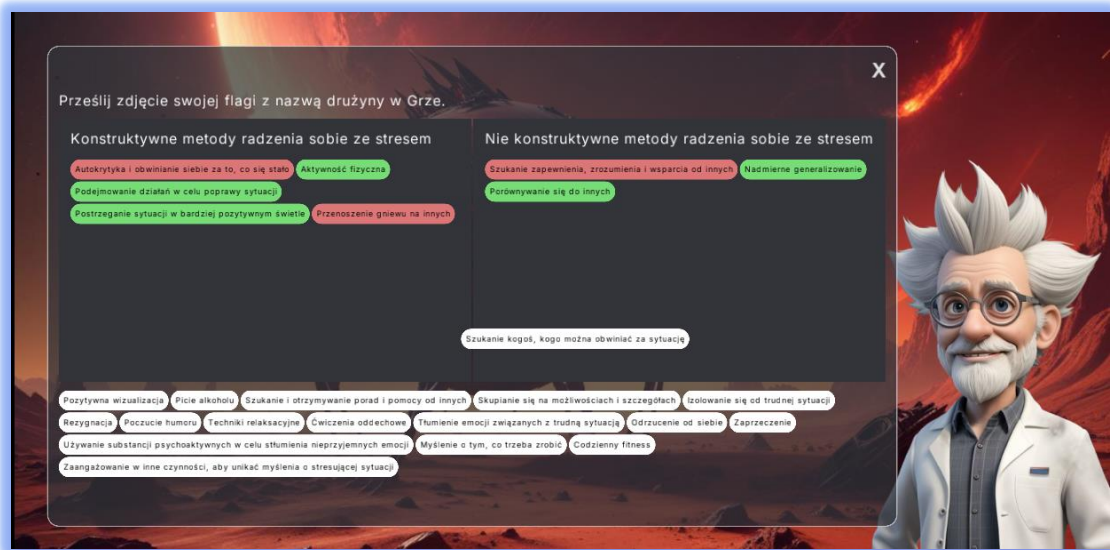 X
Prześlij zdjęcie swojej flagi z nazwą drużyny w Grze.
Konstruktywne metody radzenia sobie ze stresem
Autokrytyka i obwinianie siebie za to, co się stało Aktywność fizyczna
Podejmowanie działań w celu poprawy sytuacji
Postrzeganie sytuacji w bardziej pozytywnym świetle Przenoszenie gniewu na innych
Nie konstruktywne metody radzenia sobie ze stresem
Szukanie zapewnienia, zrozumienia i wsparcia od innych Nadmierne generalizowanie
Porównywanie się do innych
Szukanie kogoś, kogo można obwiniać za sytuację
Pozytywna wizualizacja Picie alkoholu Szukanie i otrzymywanie porad i pomocy od innych Skupianie się na możliwościach i szczegółach Izolowanie się od trudnej sytuacji
Rezygnacja Poczucie humoru Techniki relaksacyjne Ćwiczenia oddechowe Tłumienie emocji związanych z trudną sytuacją Odrzucenie od siebie Zaprzeczenie
Używanie substancji psychoaktywnych w celu stłumienia nieprzyjemnych emocji Myślenie o tym, co trzeba zrobić Codzienny fitness
Zaangażowanie w inne czynności, aby unikać myślenia o stresującej sytuacji